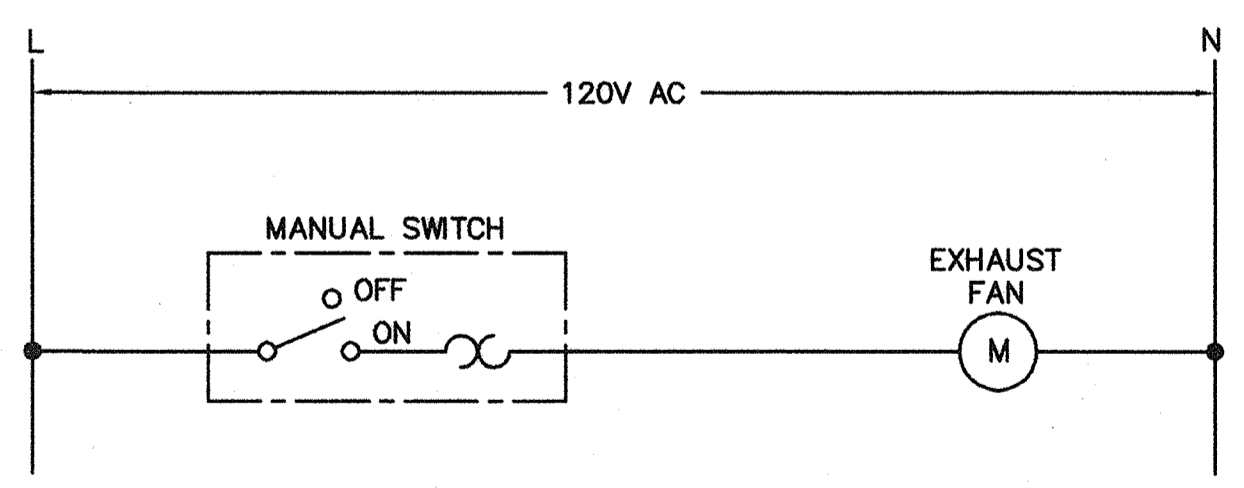 L
N
120V AC
MANUAL SWITCH
OFF
ON
EXHAUST
FAN
M